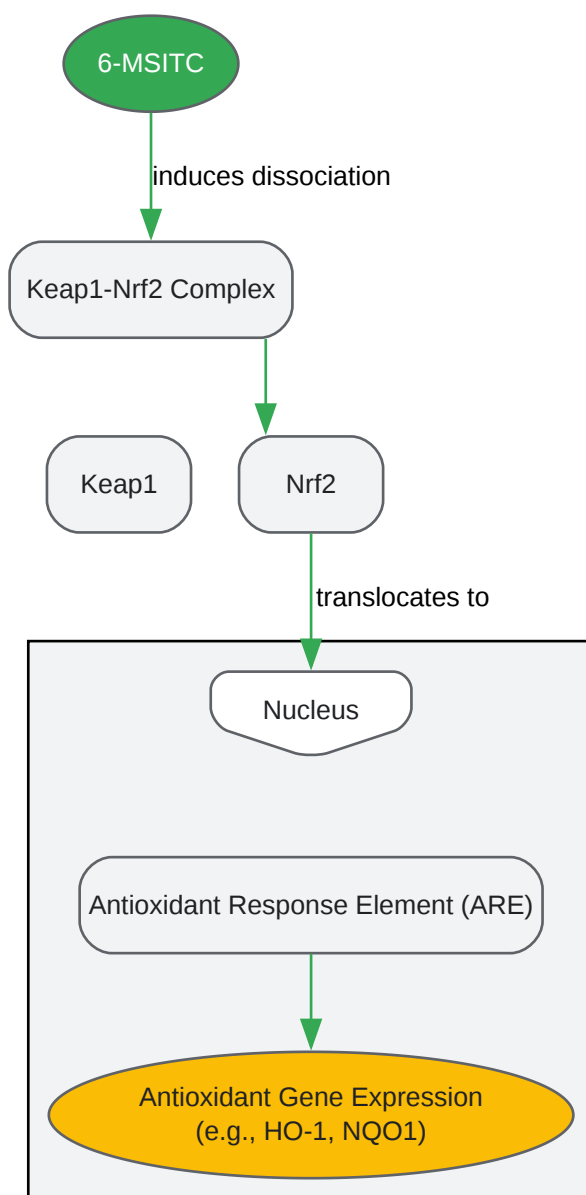 6-MSITC
induces dissociation
Keap1-Nrf2 Complex
Keap1
Nrf2
translocates to
Nucleus
Antioxidant Response Element (ARE)
Antioxidant Gene Expression
(e.g., HO-1, NQO1)